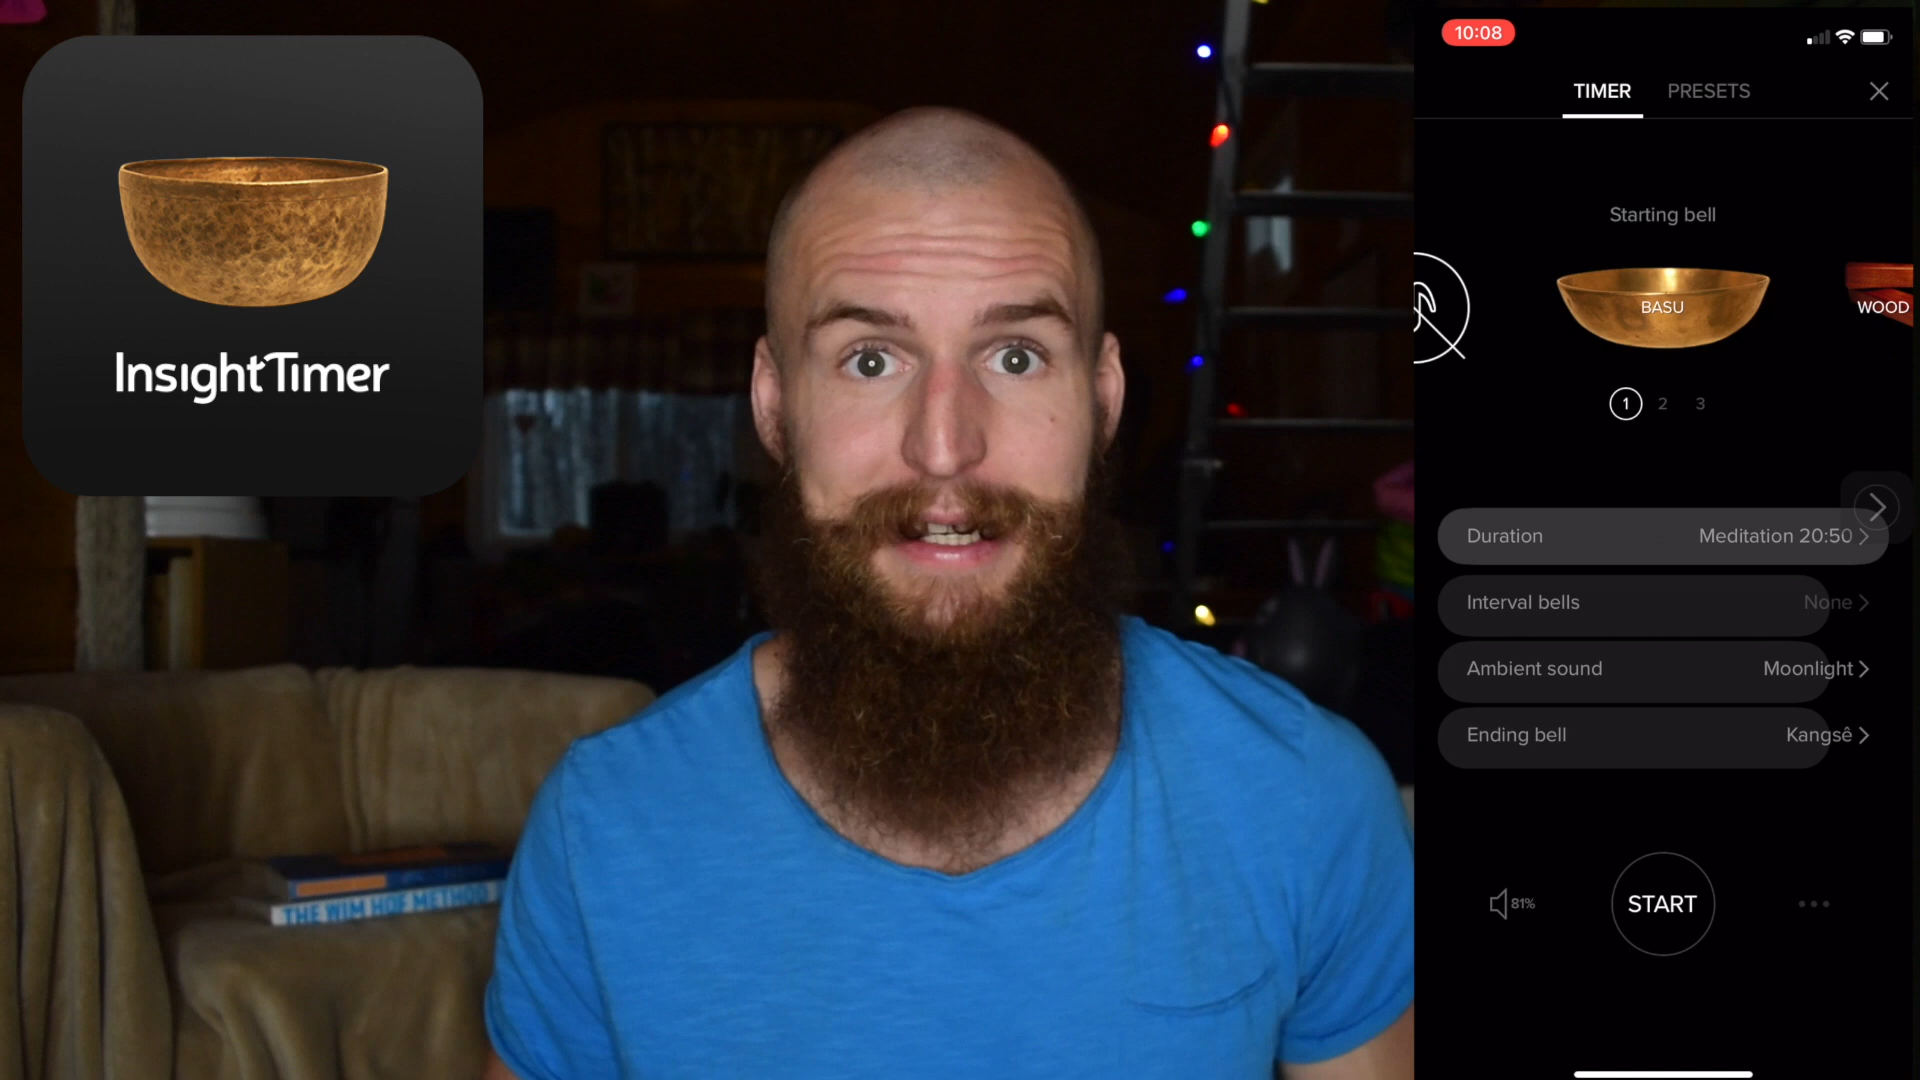 InsightTimer
THE WIM HOF METHOD
10:08
TIMER PRESETS
Starting bell
BASU
WOOD
1 2 3
Duration Meditation 20:50
Interval bells None
Ambient sound Moonlight
Ending bell Kangsê
81%
START